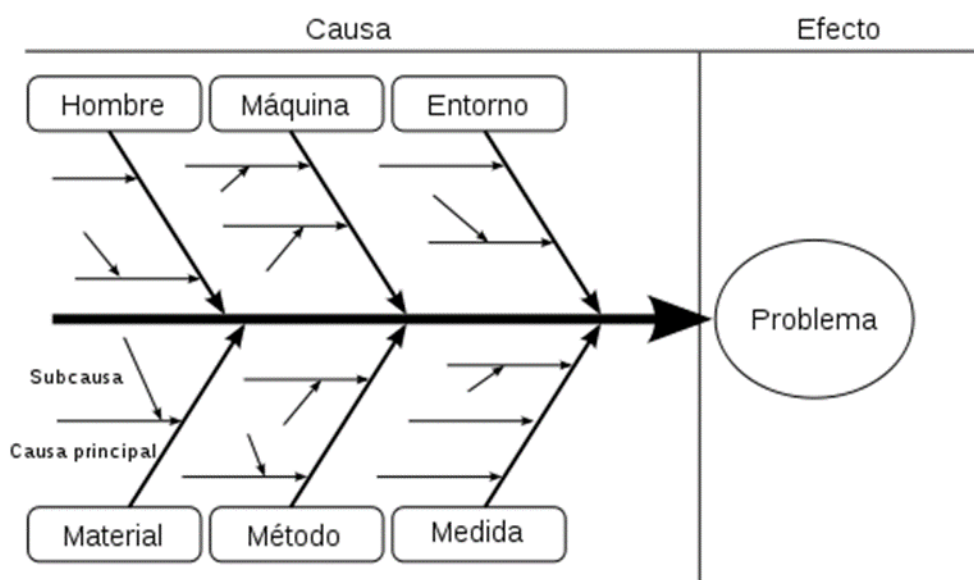 Causa
Efecto
Hombre
Máquina
Entorno
Problema
Subcausa
Causa principal
Material
Método
Medida